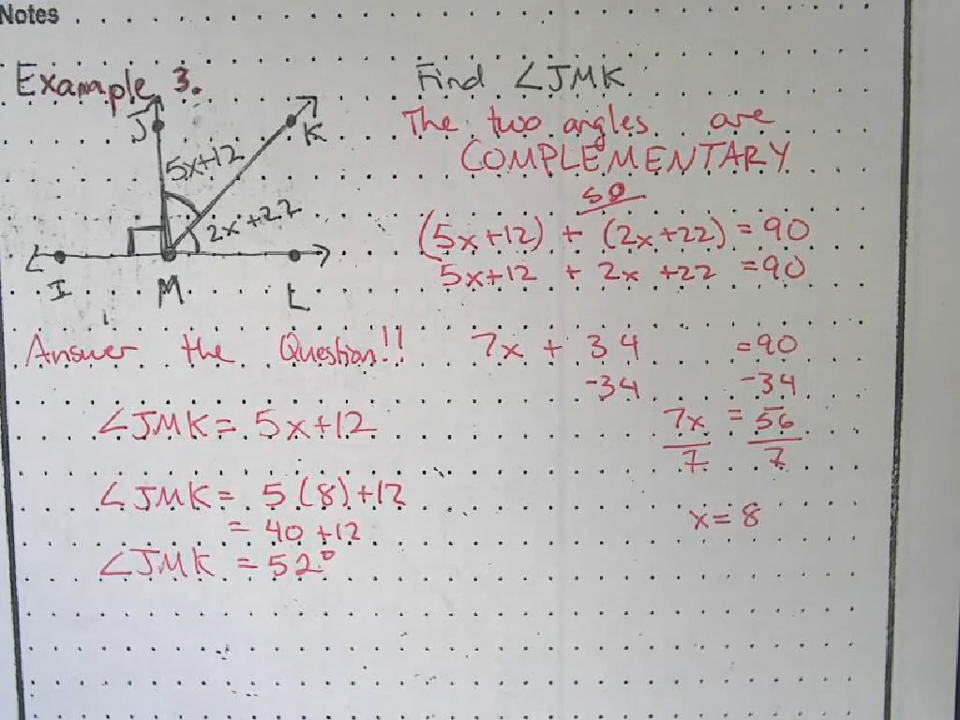 Notes
Example 3.
J
K
5x+12
2x+22
I
M
L
Find ∠JMK
The two angles are
COMPLEMENTARY
so
(5x+12) + (2x+22) = 90
5x+12 + 2x +22 = 90
7x + 34 = 90
-34 -34
7x = 56
7 7
x = 8
Answer the Question!!
∠JMK = 5x+12
∠JMK = 5(8)+12
= 40 +12
∠JMK = 52°